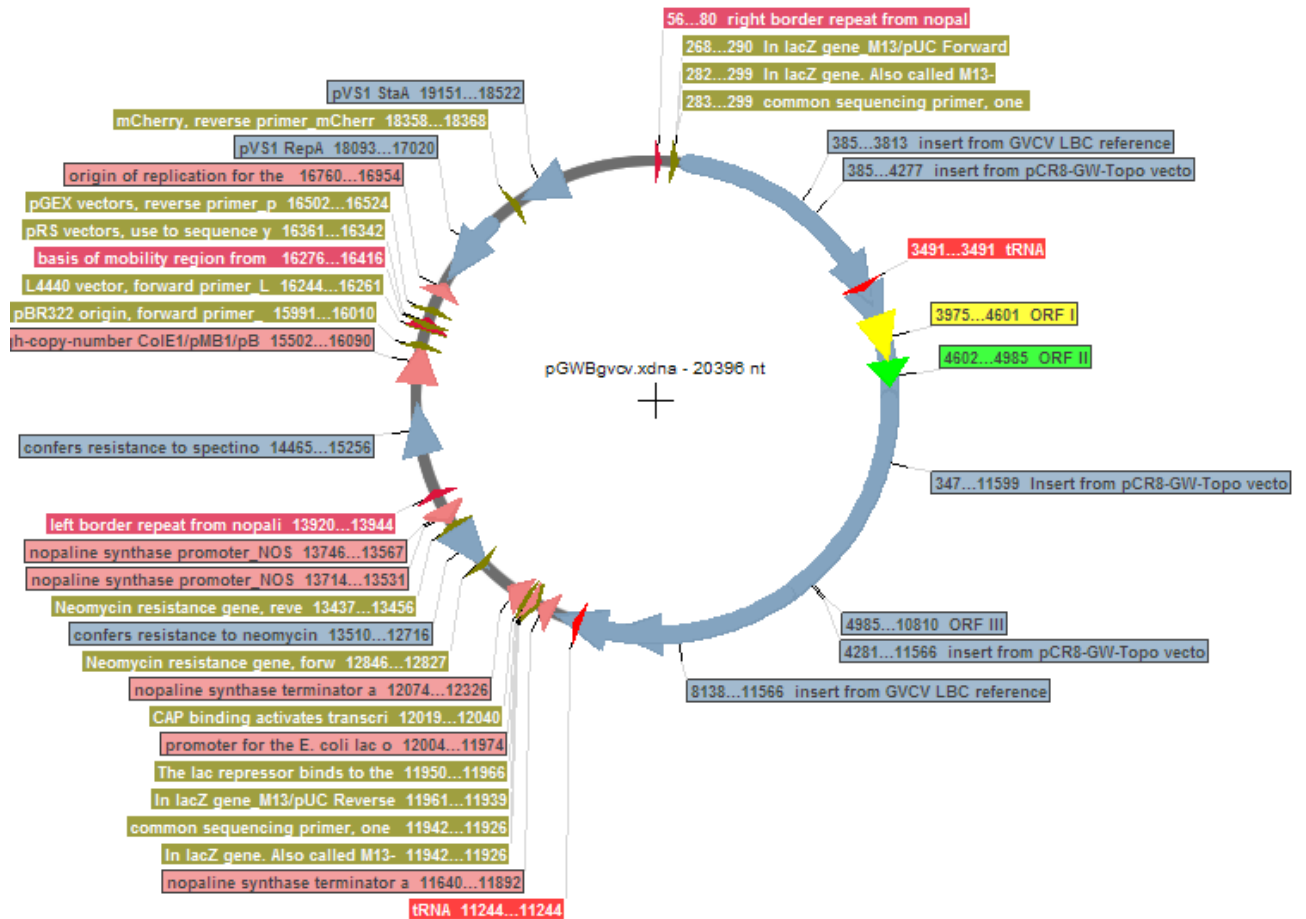 56...80 right border repeat from nopal
268...290 In lacZ gene_M13/pUC Forward
282...299 In lacZ gene. Also called M13-
283...299 common sequencing primer, one
385...3813 insert from GVCV LBC reference
385...4277 insert from pCR8-GW-Topo vecto
3491...3491 tRNA
3975...4601 ORF I
4602...4985 ORF II
347...11599 Insert from pCR8-GW-Topo vecto
4985...10810 ORF III
4281...11566 insert from pCR8-GW-Topo vecto
8138...11566 insert from GVCV LBC reference
pGWBgvcv.xdna - 20396 nt
pVS1 StaA 19151...18522
mCherry, reverse primer_mCherr 18358...18368
pVS1 RepA 18093...17020
origin of replication for the 16760...16954
pGEX vectors, reverse primer_p 16502...16524
pRS vectors, use to sequence y 16361...16342
basis of mobility region from 16276...16416
L4440 vector, forward primer_L 16244...16261
pBR322 origin, forward primer_ 15991...16010
gh-copy-number ColE1/pMB1/pB 15502...16090
confers resistance to spectino 14465...15256
left border repeat from nopali 13920...13944
nopaline synthase promoter_NOS 13746...13567
nopaline synthase promoter_NOS 13714...13531
Neomycin resistance gene, reve 13437...13456
confers resistance to neomycin 13510...12716
Neomycin resistance gene, forw 12846...12827
nopaline synthase terminator a 12074...12326
CAP binding activates transcri 12019...12040
promoter for the E. coli lac o 12004...11974
The lac repressor binds to the 11950...11966
In lacZ gene_M13/pUC Reverse 11961...11939
common sequencing primer, one 11942...11926
In lacZ gene. Also called M13- 11942...11926
nopaline synthase terminator a 11640...11892
tRNA 11244...11244